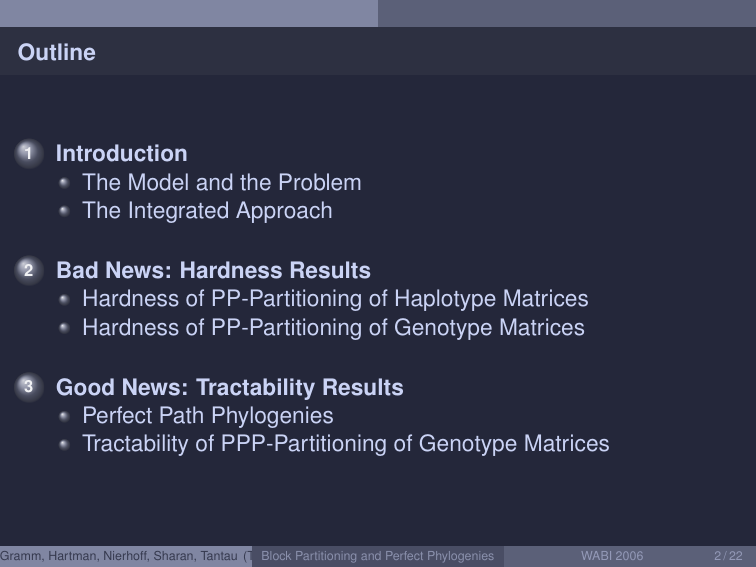 Outline
1 Introduction
The Model and the Problem
The Integrated Approach
2 Bad News: Hardness Results
Hardness of PP-Partitioning of Haplotype Matrices
Hardness of PP-Partitioning of Genotype Matrices
3 Good News: Tractability Results
Perfect Path Phylogenies
Tractability of PPP-Partitioning of Genotype Matrices
Gramm, Hartman, Nierhoff, Sharan, Tantau (T Block Partitioning and Perfect Phylogenies WABI 2006 2 / 22